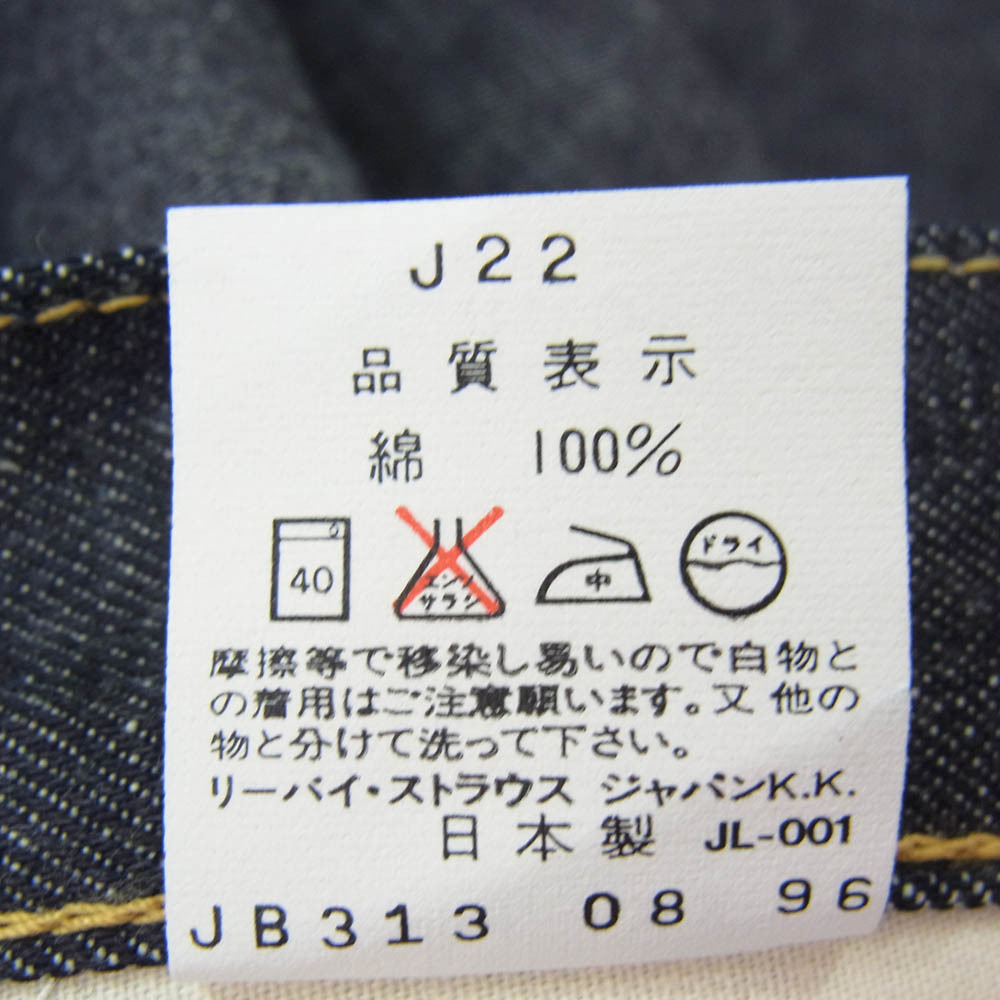 J22
品質表示
綿 100%
40 エンソ サラシ 中 ドライ
摩擦等で移染し易いので白物と
の着用はご注意願います。又他の
物と分けて洗って下さい。
リーバイ・ストラウス ジャパンK.K.
日本製 JL-001
JB313 08 96